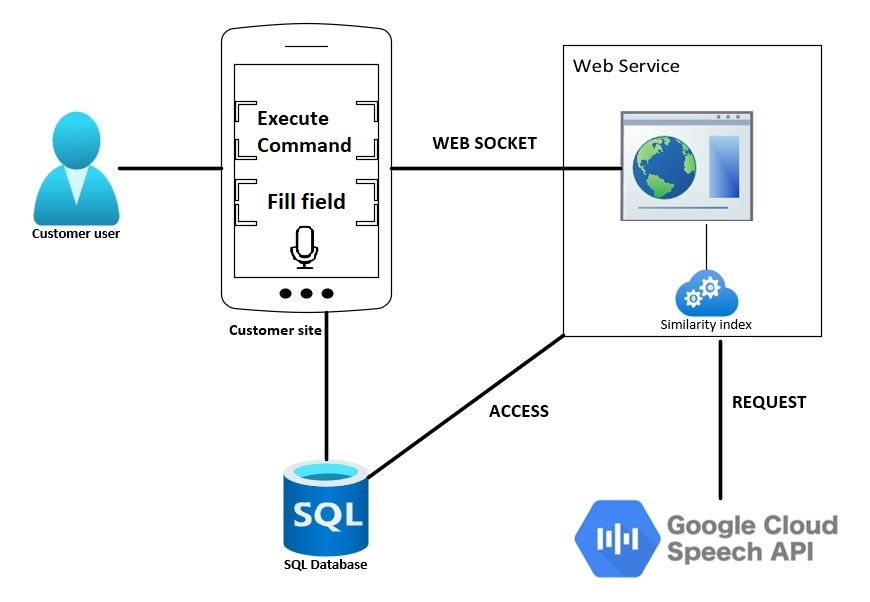 Web Service
Execute
Command
WEB SOCKET
Fill field
Customer user
Customer site
Similarity index
ACCESS
REQUEST
SQL
SQL Database
Google Cloud
Speech API